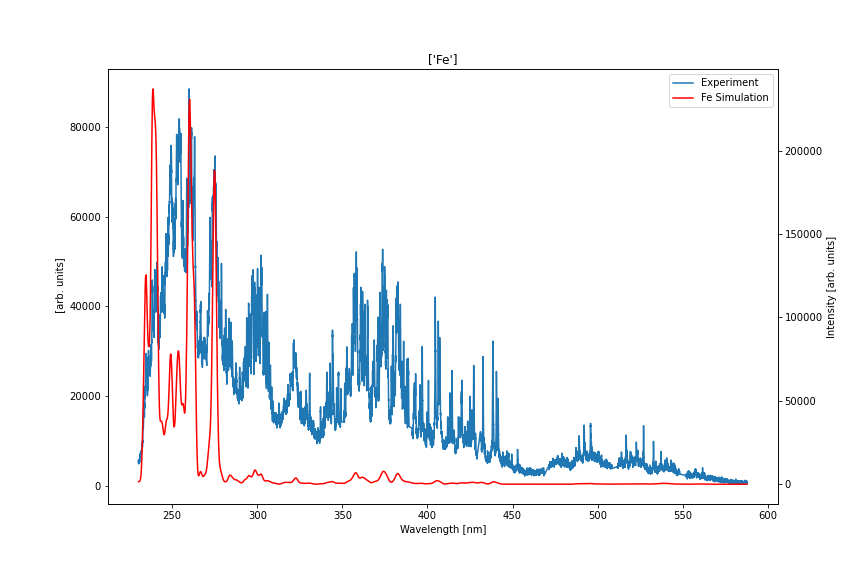 ['Fe']
Experiment
Fe Simulation
80000
60000
40000
20000
0
[arb. units]
200000
150000
100000
50000
0
Intensity [arb. units]
250 300 350 400 450 500 550 600
Wavelength [nm]